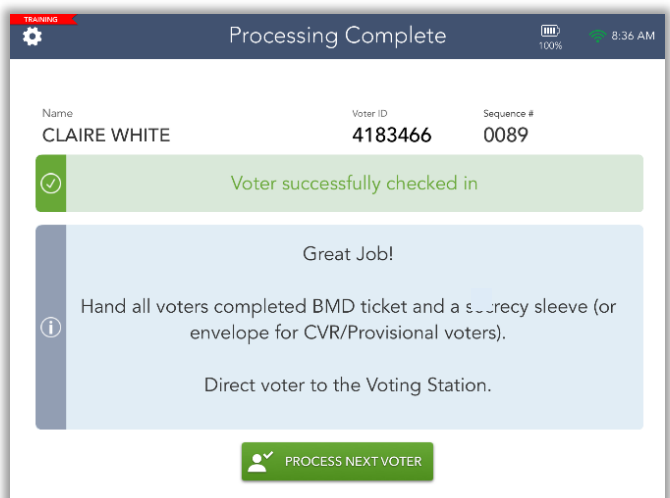 TRAINING
Processing Complete
100%
8:36 AM
Name
Voter ID
Sequence #
CLAIRE WHITE
4183466
0089
Voter successfully checked in
Great Job!
Hand all voters completed BMD ticket and a secrecy sleeve (or
envelope for CVR/Provisional voters).
Direct voter to the Voting Station.
PROCESS NEXT VOTER